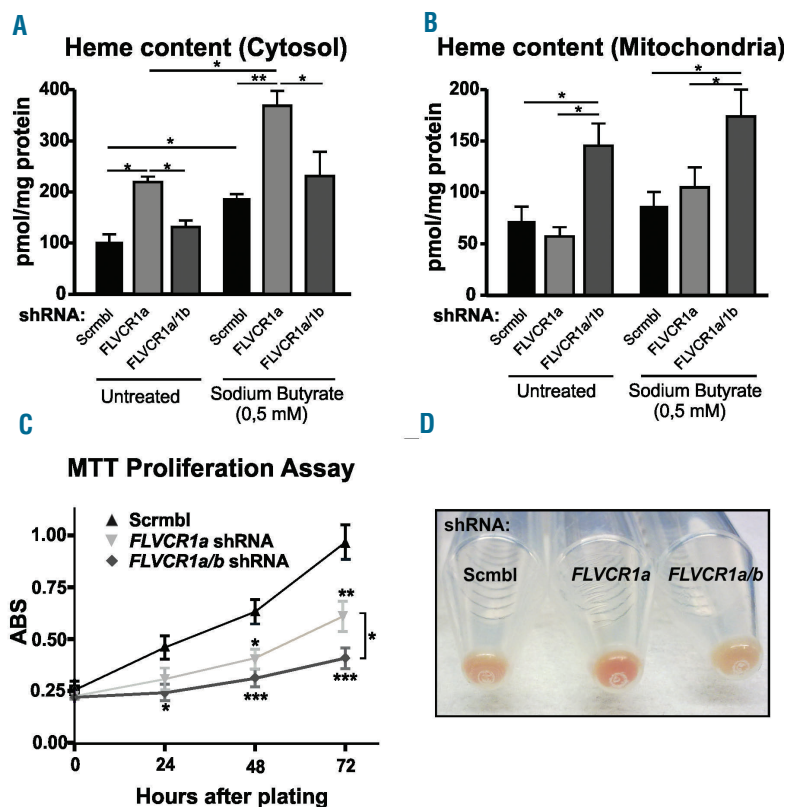 A
Heme content (Cytosol)
pmol/mg protein
400
300
200
100
0
*
**
*
*
*
*
shRNA:
Scrmbl
FLVCR1a
FLVCR1a/1b
Scrmbl
FLVCR1a
FLVCR1a/1b
Untreated
Sodium Butyrate
(0,5 mM)
B
Heme content (Mitochondria)
pmol/mg protein
200
150
100
50
0
*
*
*
*
shRNA:
Scrmbl
FLVCR1a
FLVCR1a/1b
Scrmbl
FLVCR1a
FLVCR1a/1b
Untreated
Sodium Butyrate
(0,5 mM)
C
MTT Proliferation Assay
Scrmbl
FLVCR1a shRNA
FLVCR1a/b shRNA
ABS
1.00
0.75
0.50
0.25
0.00
**
*
*
*
***
***
0
24
48
72
Hours after plating
D
shRNA:
Scmbl
FLVCR1a
FLVCR1a/b